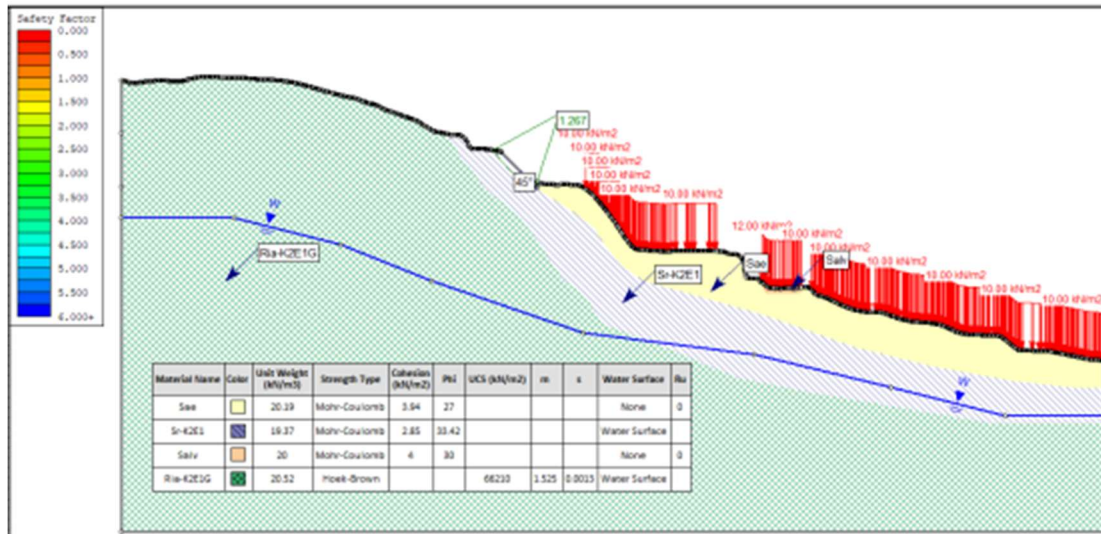 Safety Factor
0.000
0.500
1.000
1.500
2.000
2.500
3.000
3.500
4.000
4.500
5.000
5.500
6.000+
1.267
10.00 kN/m2
10.00 kN/m2
10.00 kN/m2
10.00 kN/m2
10.00 kN/m2
10.00 kN/m2
45°
12.00 kN/m2
10.00 kN/m2
10.00 kN/m2
10.00 kN/m2
10.00 kN/m2
10.00 kN/m2
10.00 kN/m2
W
Ria-K2E1G
Sr-K2E1
Sae
Salv
W
Material Name Color Unit Weight (kN/m3) Strength Type Cohesion (kN/m2) Phi UCS (kN/m2) m s Water Surface Ru
Sae 20.19 Mohr-Coulomb 3.94 27 None 0
Sr-K2E1 19.37 Mohr-Coulomb 2.85 33.42 Water Surface
Salv 20 Mohr-Coulomb 4 30 None 0
Ria-K2E1G 20.52 Hoek-Brown 66210 1.525 0.0013 Water Surface